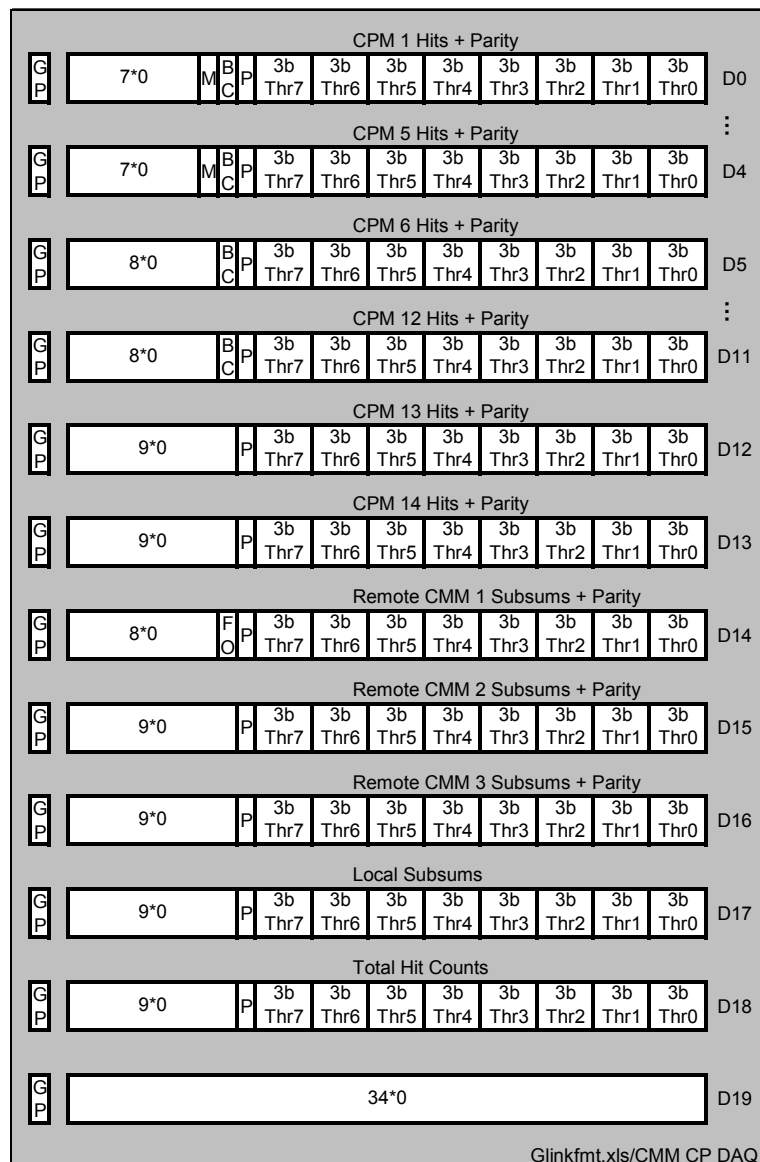 CPM 1 Hits + Parity
G 7*0 M B P 3b 3b 3b 3b 3b 3b 3b 3b D0
P C Thr7 Thr6 Thr5 Thr4 Thr3 Thr2 Thr1 Thr0
...
CPM 5 Hits + Parity
G 7*0 M B P 3b 3b 3b 3b 3b 3b 3b 3b D4
P C Thr7 Thr6 Thr5 Thr4 Thr3 Thr2 Thr1 Thr0
CPM 6 Hits + Parity
G 8*0 B P 3b 3b 3b 3b 3b 3b 3b 3b D5
P C Thr7 Thr6 Thr5 Thr4 Thr3 Thr2 Thr1 Thr0
...
CPM 12 Hits + Parity
G 8*0 B P 3b 3b 3b 3b 3b 3b 3b 3b D11
P C Thr7 Thr6 Thr5 Thr4 Thr3 Thr2 Thr1 Thr0
CPM 13 Hits + Parity
G 9*0 P 3b 3b 3b 3b 3b 3b 3b 3b D12
P Thr7 Thr6 Thr5 Thr4 Thr3 Thr2 Thr1 Thr0
CPM 14 Hits + Parity
G 9*0 P 3b 3b 3b 3b 3b 3b 3b 3b D13
P Thr7 Thr6 Thr5 Thr4 Thr3 Thr2 Thr1 Thr0
Remote CMM 1 Subsums + Parity
G 8*0 F P 3b 3b 3b 3b 3b 3b 3b 3b D14
P O Thr7 Thr6 Thr5 Thr4 Thr3 Thr2 Thr1 Thr0
Remote CMM 2 Subsums + Parity
G 9*0 P 3b 3b 3b 3b 3b 3b 3b 3b D15
P Thr7 Thr6 Thr5 Thr4 Thr3 Thr2 Thr1 Thr0
Remote CMM 3 Subsums + Parity
G 9*0 P 3b 3b 3b 3b 3b 3b 3b 3b D16
P Thr7 Thr6 Thr5 Thr4 Thr3 Thr2 Thr1 Thr0
Local Subsums
G 9*0 P 3b 3b 3b 3b 3b 3b 3b 3b D17
P Thr7 Thr6 Thr5 Thr4 Thr3 Thr2 Thr1 Thr0
Total Hit Counts
G 9*0 P 3b 3b 3b 3b 3b 3b 3b 3b D18
P Thr7 Thr6 Thr5 Thr4 Thr3 Thr2 Thr1 Thr0
G 34*0 D19
P
Glinkfmt.xls/CMM CP DAQ